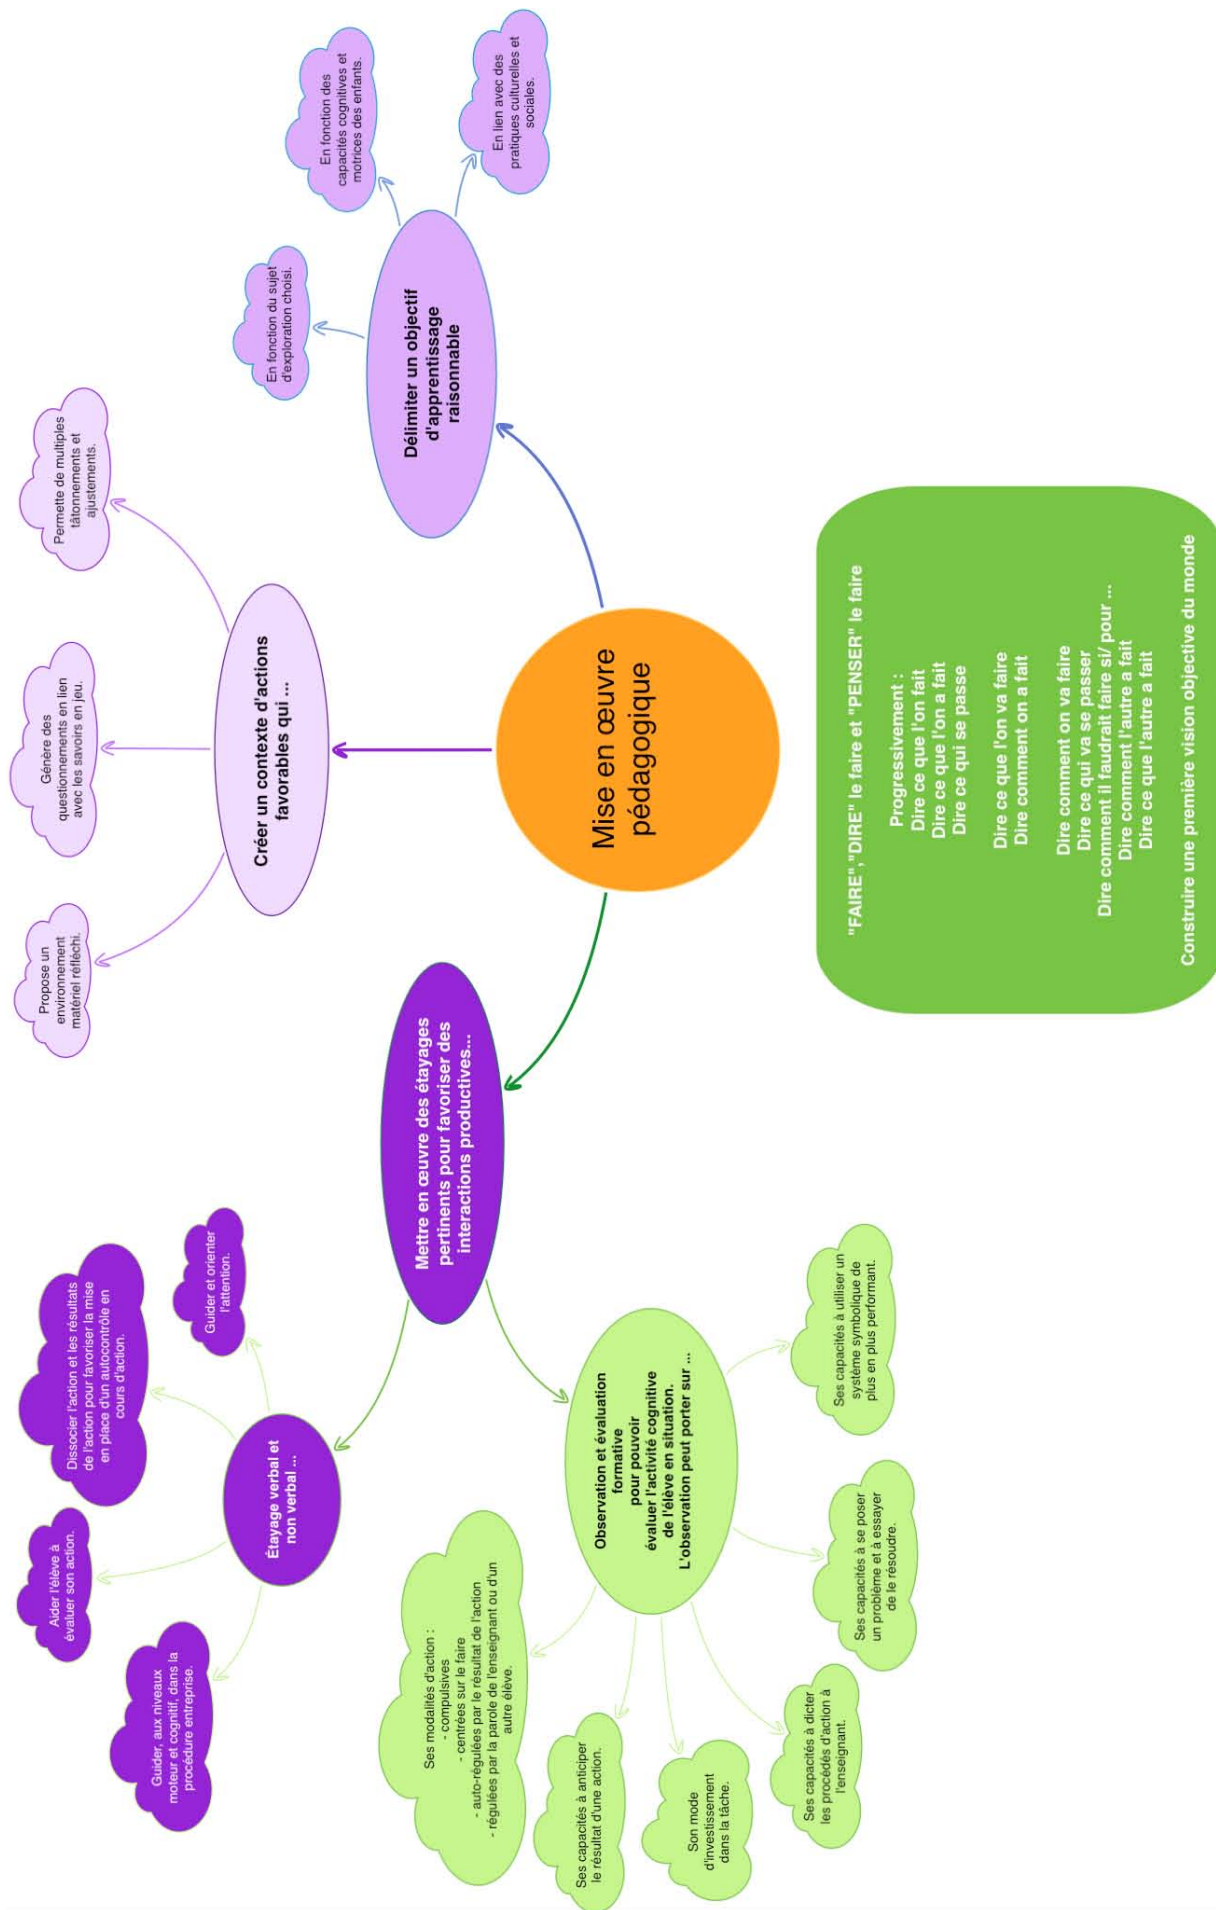 Guider, aux niveaux
moteur et cognitif, dans la
procédure entreprise.
Aider l'élève à
évaluer son action.
Dissocier l'action et les résultats
de l'action pour favoriser la mise
en place d'un autocontrôle en
cours d'action.
Guider et orienter
l'attention.
Étayage verbal et
non verbal ...
Propose un
environnement
matériel réfléchi.
Génère des
questionnements en lien
avec les savoirs en jeu.
Permette de multiples
tâtonnements et
ajustements.
Créer un contexte d'actions
favorables qui ...
En fonction du sujet
d'exploration choisi.
En fonction des
capacités cognitives et
motrices des enfants.
En lien avec des
pratiques culturelles et
sociales.
Délimiter un objectif
d'apprentissage
raisonnable
Mettre en œuvre des étayages
pertinents pour favoriser des
interactions productives...
Mise en œuvre
pédagogique
Ses modalités d'action :
- compulsives
- centrées sur le faire
- auto-régulées par le résultat de l'action
- régulées par la parole de l'enseignant ou d'un
autre élève.
Observation et évaluation
formative
pour pouvoir
évaluer l'activité cognitive
de l'élève en situation.
L'observation peut porter sur ...
Ses capacités à anticiper
le résultat d'une action.
Son mode
d'investissement
dans la tâche.
Ses capacités à dicter
les procédés d'action à
l'enseignant.
Ses capacités à se poser
un problème et à essayer
de le résoudre.
Ses capacités à utiliser un
système symbolique de
plus en plus performant.
"FAIRE","DIRE" le faire et "PENSER" le faire
Progressivement :
Dire ce que l'on fait
Dire ce que l'on a fait
Dire ce qui se passe
Dire ce que l'on va faire
Dire comment on a fait
Dire comment on va faire
Dire ce qui va se passer
Dire comment il faudrait faire si/ pour ...
Dire comment l'autre a fait
Dire ce que l'autre a fait
Construire une première vision objective du monde